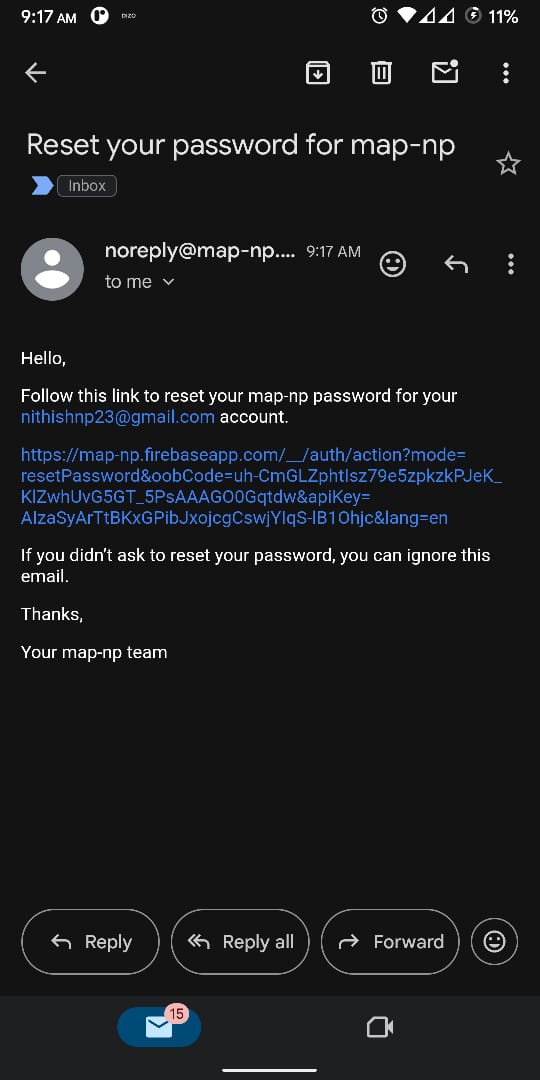 9:17 AM DIZO 11%
Reset your password for map-np
Inbox
noreply@map-np.... 9:17 AM
to me
Hello,
Follow this link to reset your map-np password for your
nithishnp23@gmail.com account.
https://map-np.firebaseapp.com/__/auth/action?mode=
resetPassword&oobCode=uh-CmGLZphtIsz79e5zpkzkPJeK_
KlZwhUvG5GT_5PsAAAGO0Gqtdw&apiKey=
AIzaSyArTtBKxGPibJxojcgCswjYIqS-lB1Ohjc&lang=en
If you didn’t ask to reset your password, you can ignore this
email.
Thanks,
Your map-np team
Reply Reply all Forward
15